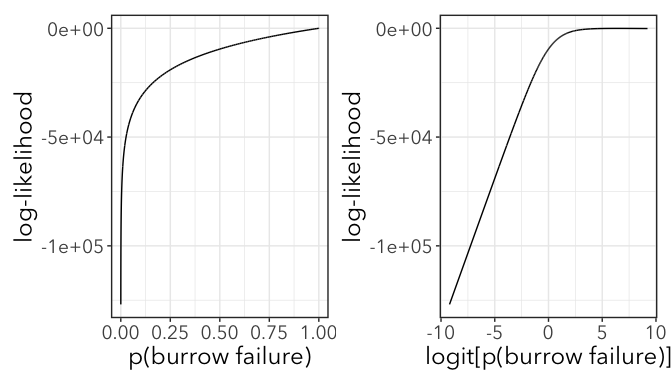 log-likelihood
0e+00
-5e+04
-1e+05
0.00 0.25 0.50 0.75 1.00
p(burrow failure)
log-likelihood
0e+00
-5e+04
-1e+05
-10 -5 0 5 10
logit[p(burrow failure)]